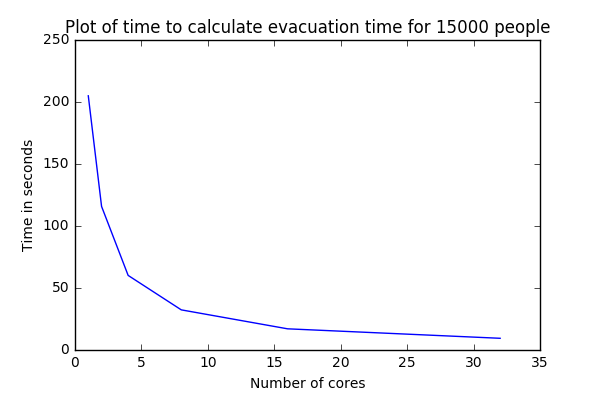 Plot of time to calculate evacuation time for 15000 people
250
200
150
100
50
0
Time in seconds
0 5 10 15 20 25 30 35
Number of cores